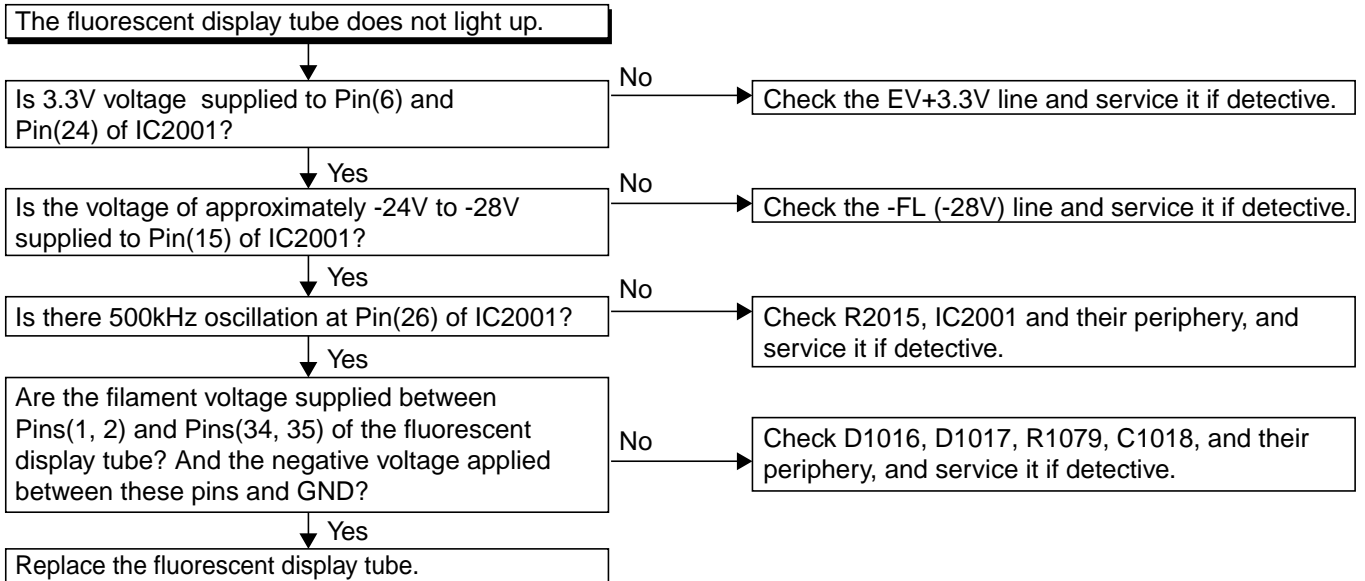 The fluorescent display tube does not light up.
No
Is 3.3V voltage  supplied to Pin(6) and
Pin(24) of IC2001?
Check the EV+3.3V line and service it if detective.
Yes
No
Is the voltage of approximately -24V to -28V
supplied to Pin(15) of IC2001?
Check the -FL (-28V) line and service it if detective.
Yes
No
Is there 500kHz oscillation at Pin(26) of IC2001?
Check R2015, IC2001 and their periphery, and
service it if detective.
Yes
Are the filament voltage supplied between
Pins(1, 2) and Pins(34, 35) of the fluorescent
display tube? And the negative voltage applied
between these pins and GND?
No
Check D1016, D1017, R1079, C1018, and their
periphery, and service it if detective.
Yes
Replace the fluorescent display tube.